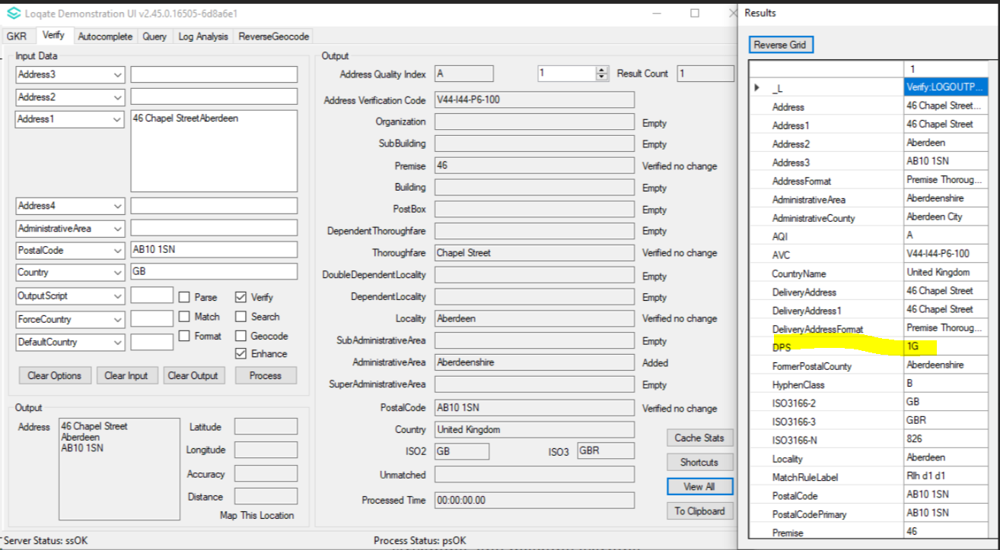 Loqate Demonstration UI v2.45.0.16505-6d8a6e1
GKR Verify Autocomplete Query Log Analysis ReverseGeocode
Input Data
Address3
Address2
Address1 46 Chapel StreetAberdeen
Address4
AdministrativeArea
PostalCode AB10 1SN
Country GB
OutputScript Parse Verify
ForceCountry Match Search
DefaultCountry Format Geocode
Enhance
Clear Options Clear Input Clear Output Process
Output
Address 46 Chapel Street
Aberdeen
AB10 1SN
Latitude
Longitude
Accuracy
Distance
Map This Location
Output
Address Quality Index A 1 Result Count 1
Address Verification Code V44-I44-P6-100
Organization Empty
SubBuilding Empty
Premise 46 Verified no change
Building Empty
PostBox Empty
DependentThoroughfare Empty
Thoroughfare Chapel Street Verified no change
DoubleDependentLocality Empty
DependentLocality Empty
Locality Aberdeen Verified no change
SubAdministrativeArea Empty
AdministrativeArea Aberdeenshire Added
SuperAdministrativeArea Empty
PostalCode AB10 1SN Verified no change
Country United Kingdom
ISO2 GB ISO3 GBR
Unmatched
Processed Time 00:00:00.00
Cache Stats
Shortcuts
View All
To Clipboard
Server Status: ssOK Process Status: psOK
Results
Reverse Grid
1
_L Verify:LOGOUTP...
Address 46 Chapel Street...
Address1 46 Chapel Street
Address2 Aberdeen
Address3 AB10 1SN
AddressFormat Premise Thoroug...
AdministrativeArea Aberdeenshire
AdministrativeCounty Aberdeen City
AQI A
AVC V44-I44-P6-100
CountryName United Kingdom
DeliveryAddress 46 Chapel Street
DeliveryAddress1 46 Chapel Street
DeliveryAddressFormat Premise Thoroug...
DPS 1G
FormerPostalCounty Aberdeenshire
HyphenClass B
ISO3166-2 GB
ISO3166-3 GBR
ISO3166-N 826
Locality Aberdeen
MatchRuleLabel Rlh d1 d1
PostalCode AB10 1SN
PostalCodePrimary AB10 1SN
Premise 46